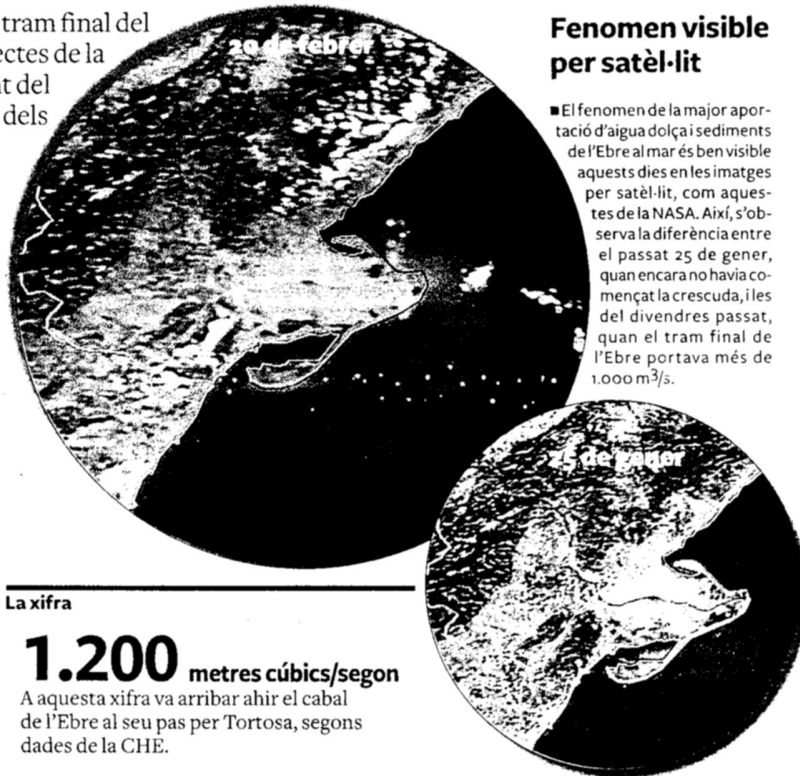 tram final del
ectes de la
t del
dels
20 de febrer
Fenomen visible
per satèl·lit
■El fenomen de la major apor-
tació d'aigua dolça i sediments
de l'Ebre al mar és ben visible
aquests dies en les imatges
per satèl·lit, com aques-
tes de la NASA. Així, s'ob-
serva la diferència entre
el passat 25 de gener,
quan encara no havia co-
mençat la crescuda, i les
del divendres passat,
quan el tram final de
l'Ebre portava més de
1.000 m³/s.
25 de gener
La xifra
1.200 metres cúbics/segon
A aquesta xifra va arribar ahir el cabal
de l'Ebre al seu pas per Tortosa, segons
dades de la CHE.